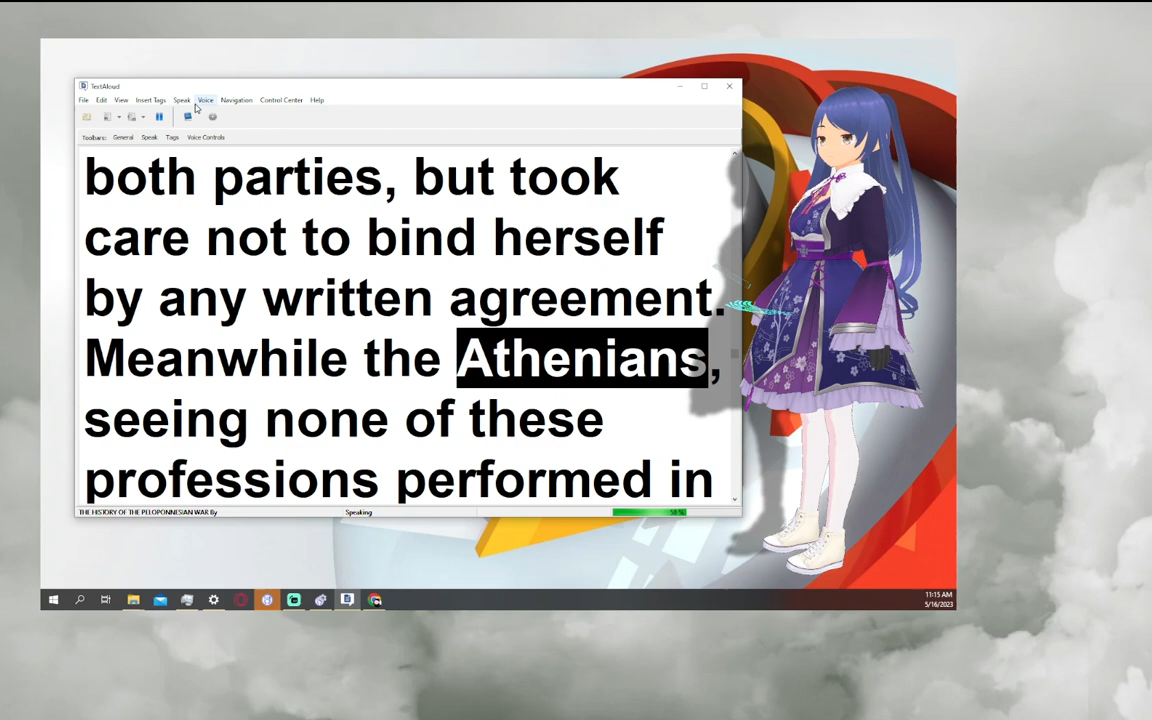 TextAloud
File Edit View Insert Tags Speak Voice Navigation Control Center Help
Toolbars: General Speak Tags Voice Controls
both parties, but took
care not to bind herself
by any written agreement.
Meanwhile the Athenians,
seeing none of these
professions performed in
THE HISTORY OF THE PELOPONNESIAN WAR By Speaking 58 %
11:15 AM
5/16/2023